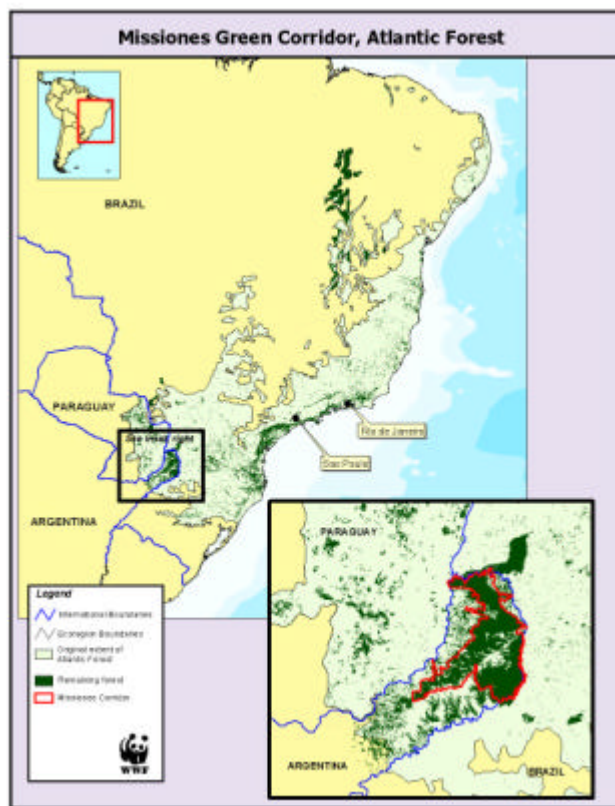 Missiones Green Corridor, Atlantic Forest
BRAZIL
PARAGUAY
See inset right
ARGENTINA
Rio de Janeiro
Sao Paulo
Legend
International Boundaries
Ecoregion Boundaries
Original extent of
Atlantic Forest
Remaining forest
Missiones Corridor
WWF
PARAGUAY
ARGENTINA
BRAZIL